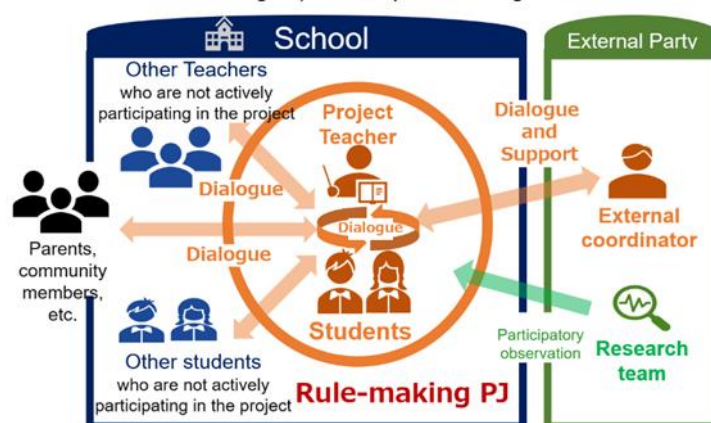 School
External Party
Other Teachers
who are not actively
participating in the project
Project
Teacher
Dialogue
and
Support
Dialogue
Dialogue
Dialogue
External
coordinator
Parents,
community
members,
etc.
Students
Participatory
observation
Research
team
Other students
who are not actively
participating in the project
Rule-making PJ